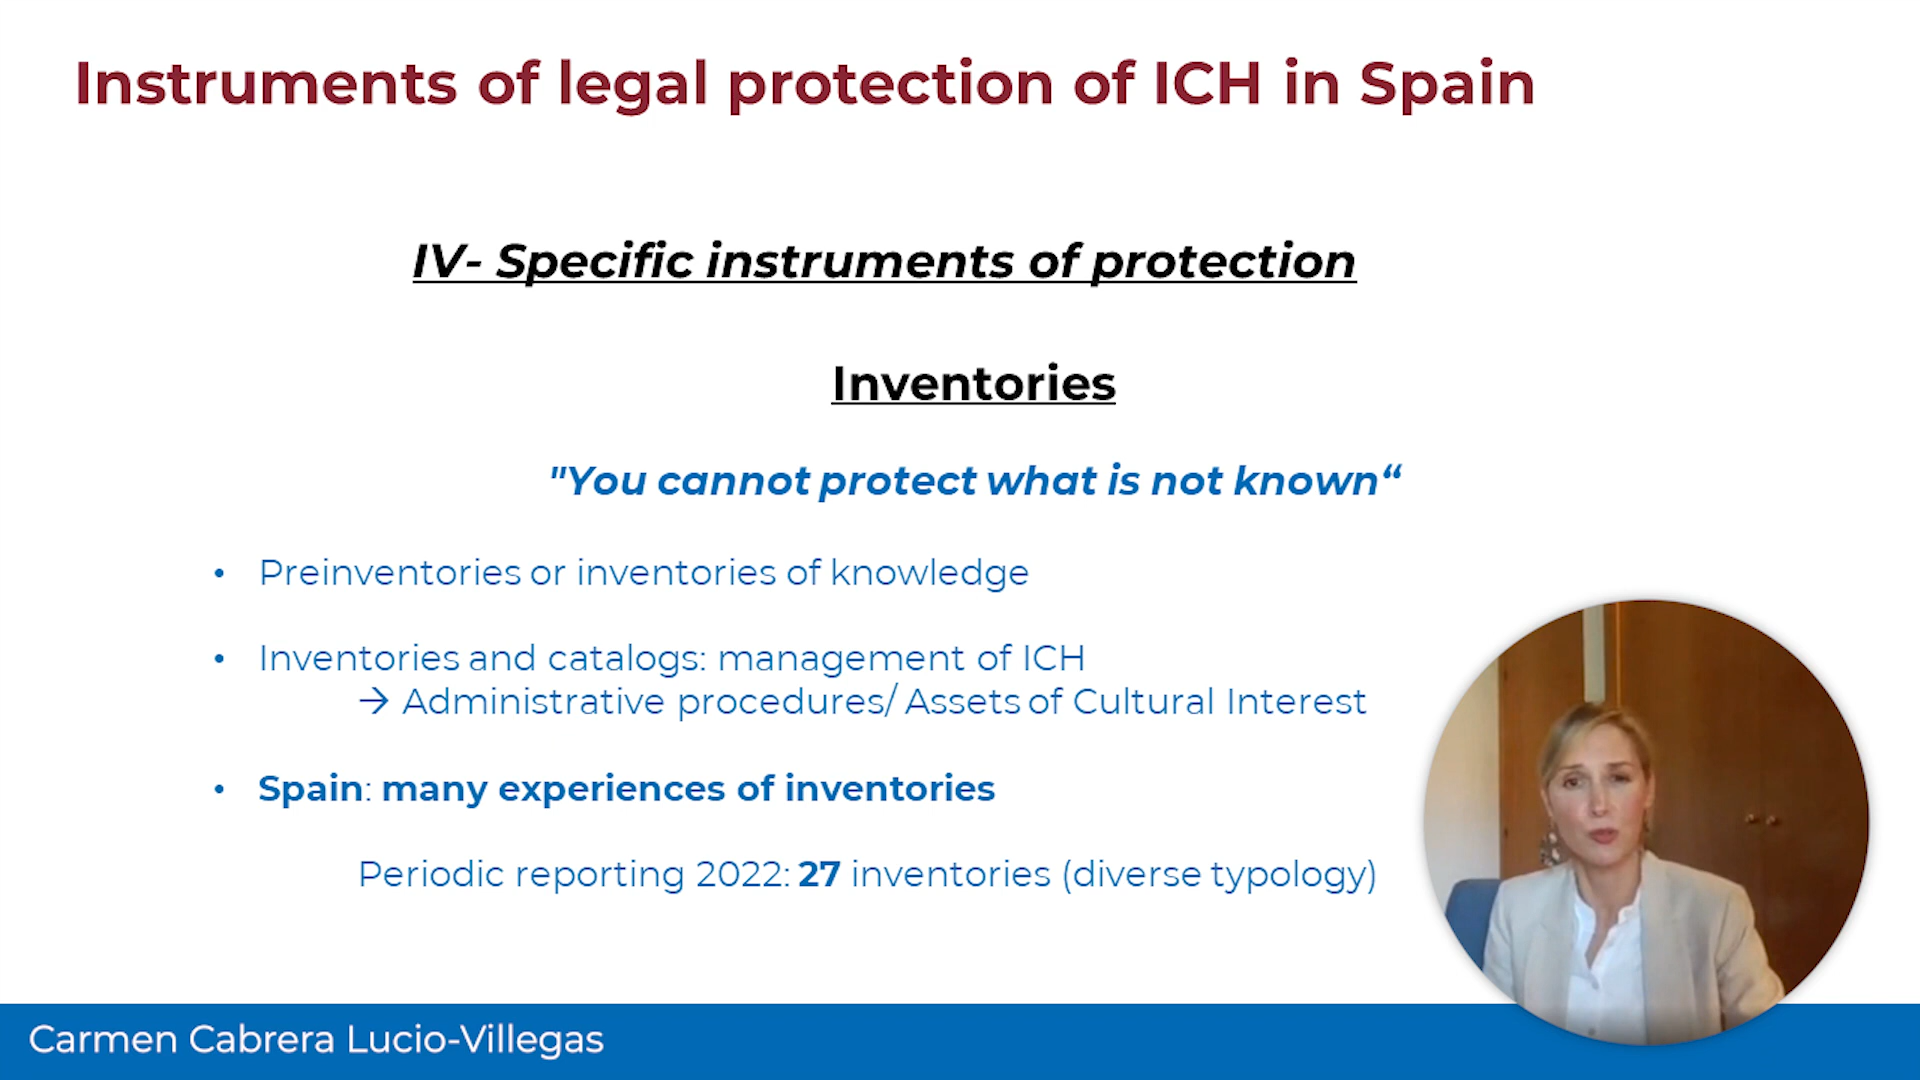 Instruments of legal protection of ICH in Spain
IV- Specific instruments of protection
Inventories
"You cannot protect what is not known“
• Preinventories or inventories of knowledge
• Inventories and catalogs: management of ICH
→ Administrative procedures/ Assets of Cultural Interest
• Spain: many experiences of inventories
Periodic reporting 2022: 27 inventories (diverse typology)
Carmen Cabrera Lucio-Villegas